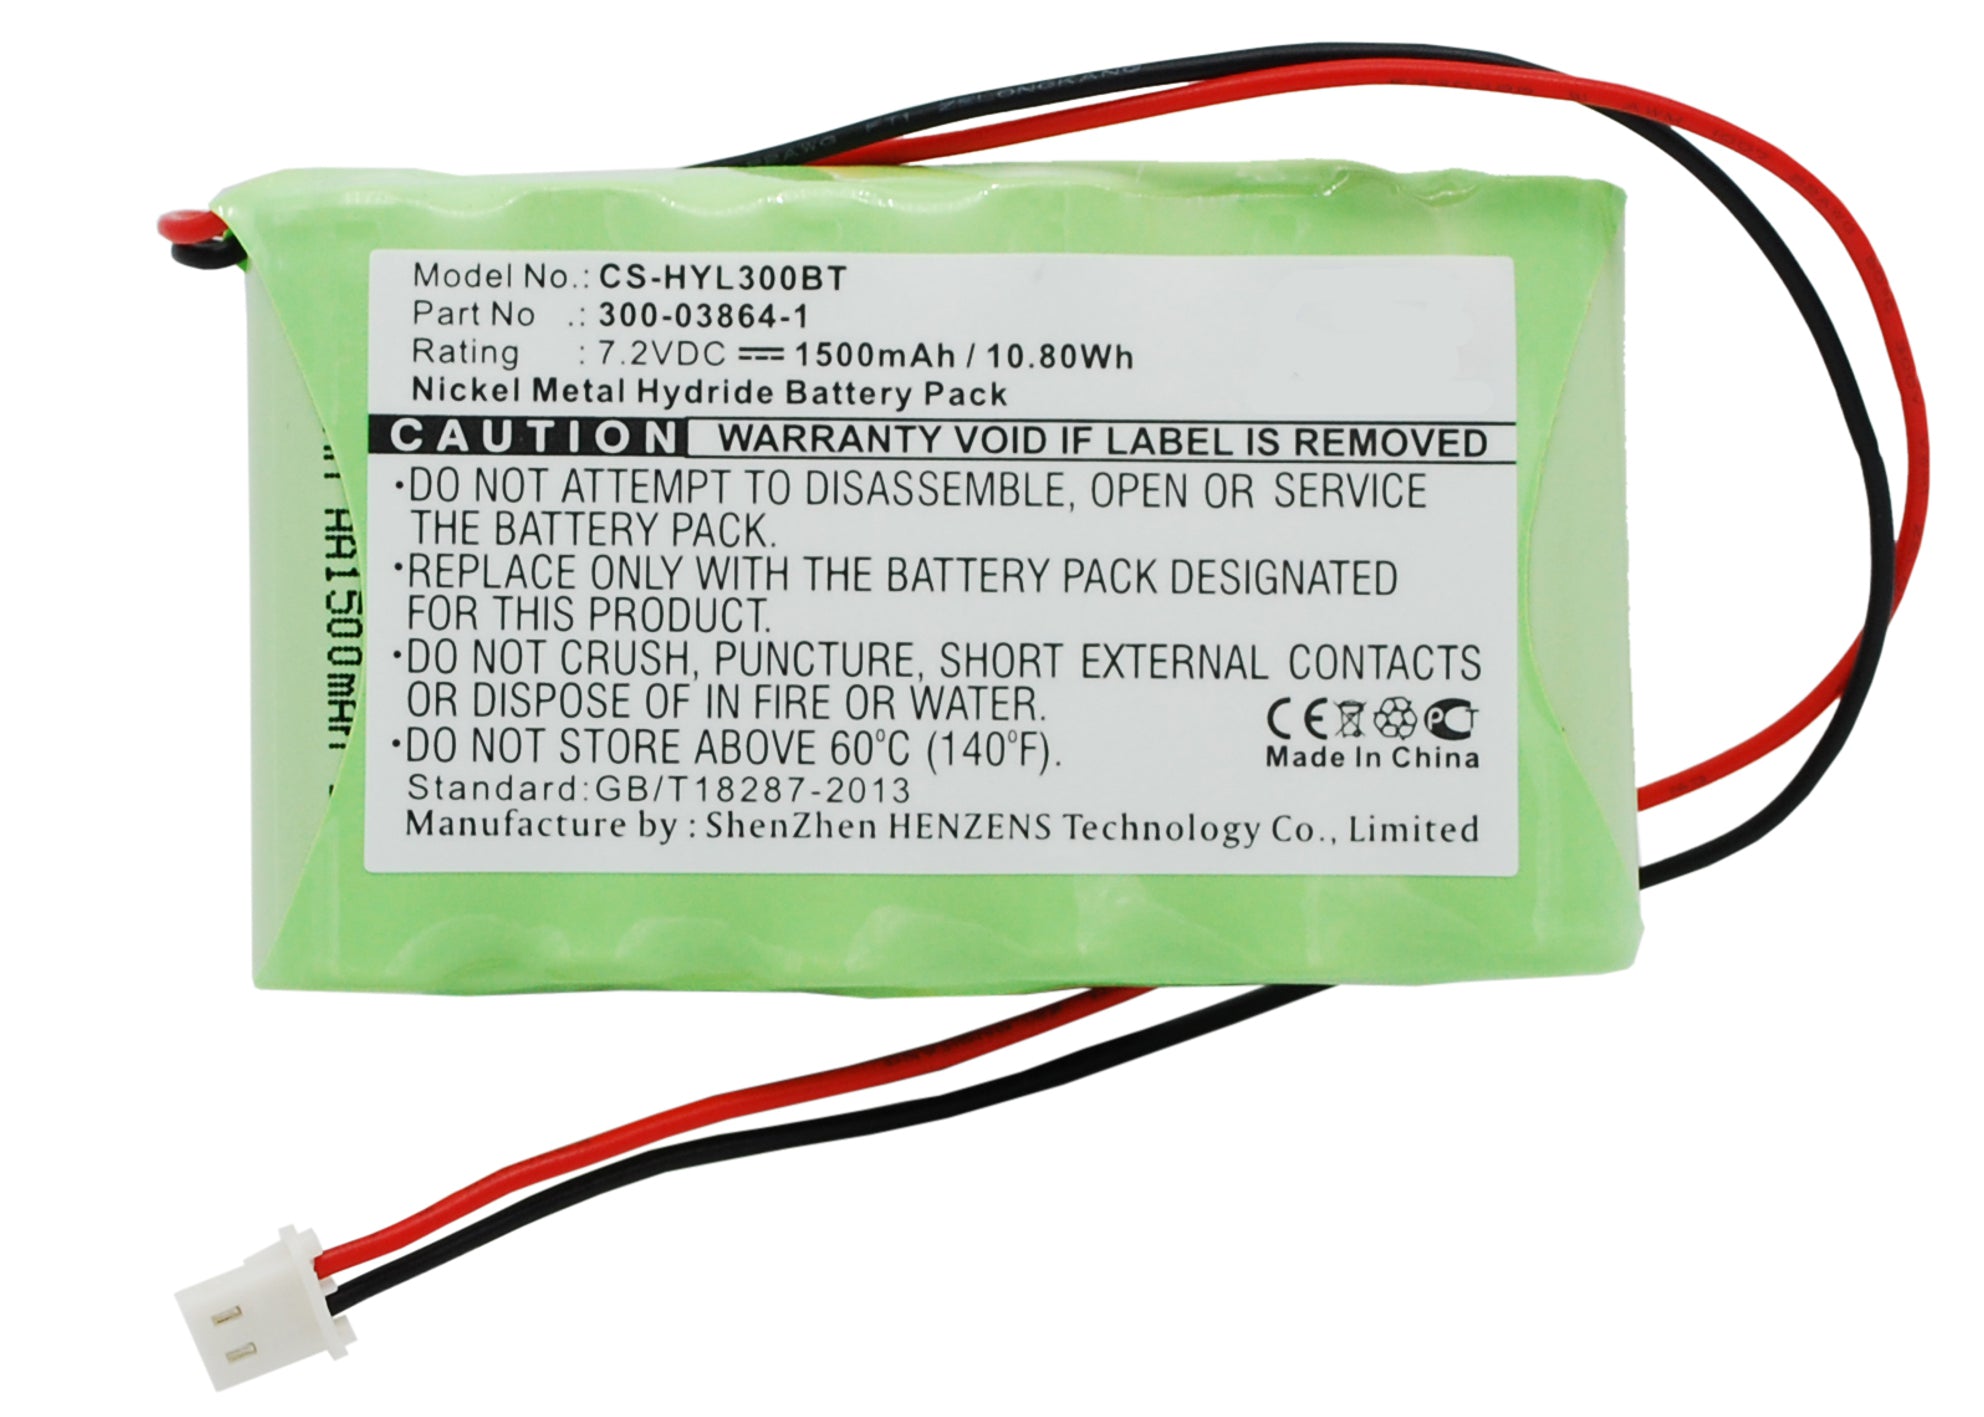 Model No.: CS-HYL300BT
Part No .: 300-03864-1
Rating : 7.2VDC 1500mAh / 10.80Wh
Nickel Metal Hydride Battery Pack
CAUTION WARRANTY VOID IF LABEL IS REMOVED
•DO NOT ATTEMPT TO DISASSEMBLE, OPEN OR SERVICE
THE BATTERY PACK.
•REPLACE ONLY WITH THE BATTERY PACK DESIGNATED
FOR THIS PRODUCT.
•DO NOT CRUSH, PUNCTURE, SHORT EXTERNAL CONTACTS
OR DISPOSE OF IN FIRE OR WATER.
•DO NOT STORE ABOVE 60°C (140°F).
CE PCT
Made In China
Standard:GB/T18287-2013
Manufacture by : ShenZhen HENZENS Technology Co., Limited
AA1500mAh